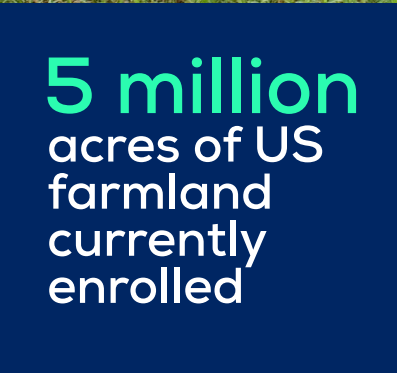 5 million
acres of US
farmland
currently
enrolled